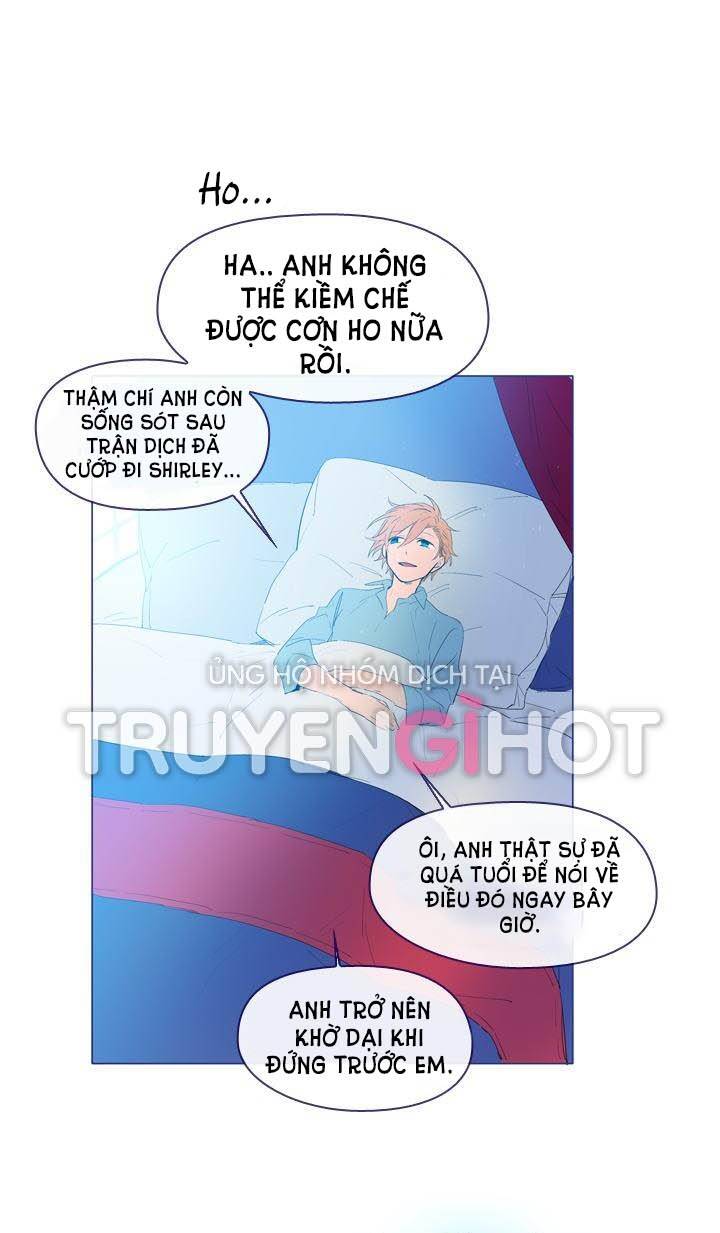 Ho...
HA.. ANH KHÔNG
THỂ KIỀM CHẾ
ĐƯỢC CƠN HO NỮA
RỒI.
THẬM CHÍ ANH CÒN
SỐNG SÓT SAU
TRẬN DỊCH ĐÃ
CƯỚP ĐI SHIRLEY...
ỦNG HỘ NHÓM DỊCH TẠI
TRUYENGIHOT
ÔI, ANH THẬT SỰ ĐÃ
QUÁ TUỔI ĐỂ NÓI VỀ
ĐIỀU ĐÓ NGAY BÂY
GIỜ.
ANH TRỞ NÊN
KHỜ DẠI KHI
ĐỨNG TRƯỚC EM.